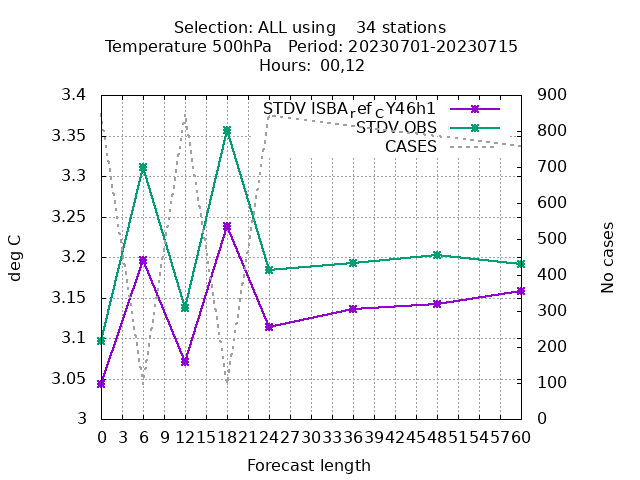 Selection: ALL using    34 stations
Temperature 500hPa   Period: 20230701-20230715
Hours:  00,12
STDV ISBA_ref_CY46h1
STDV OBS
CASES
3.4
3.35
3.3
3.25
3.2
3.15
3.1
3.05
3
900
800
700
600
500
400
300
200
100
0
deg C
No cases
0 3 6 9 12 15 18 21 24 27 30 33 36 39 42 45 48 51 54 57 60
Forecast length